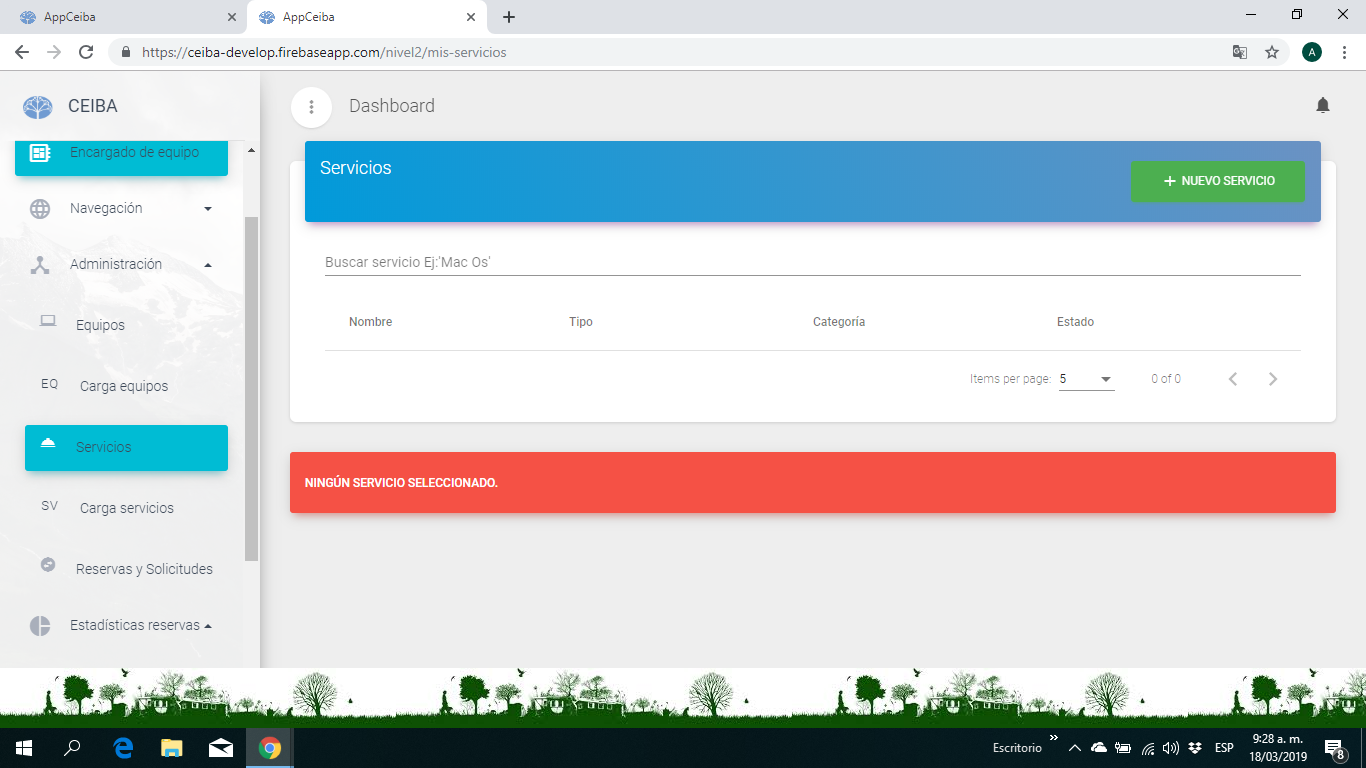 AppCeiba
AppCeiba
https://ceiba-develop.firebaseapp.com/nivel2/mis-servicios
A
CEIBA
Dashboard
Encargado de equipo
Navegación
Administración
Equipos
EQ Carga equipos
Servicios
SV Carga servicios
Reservas y Solicitudes
Estadísticas reservas
Servicios
+ NUEVO SERVICIO
Buscar servicio Ej:'Mac Os'
Nombre Tipo Categoría Estado
Items per page: 5 0 of 0
NINGÚN SERVICIO SELECCIONADO.
Escritorio
ESP
9:28 a. m.
18/03/2019
8